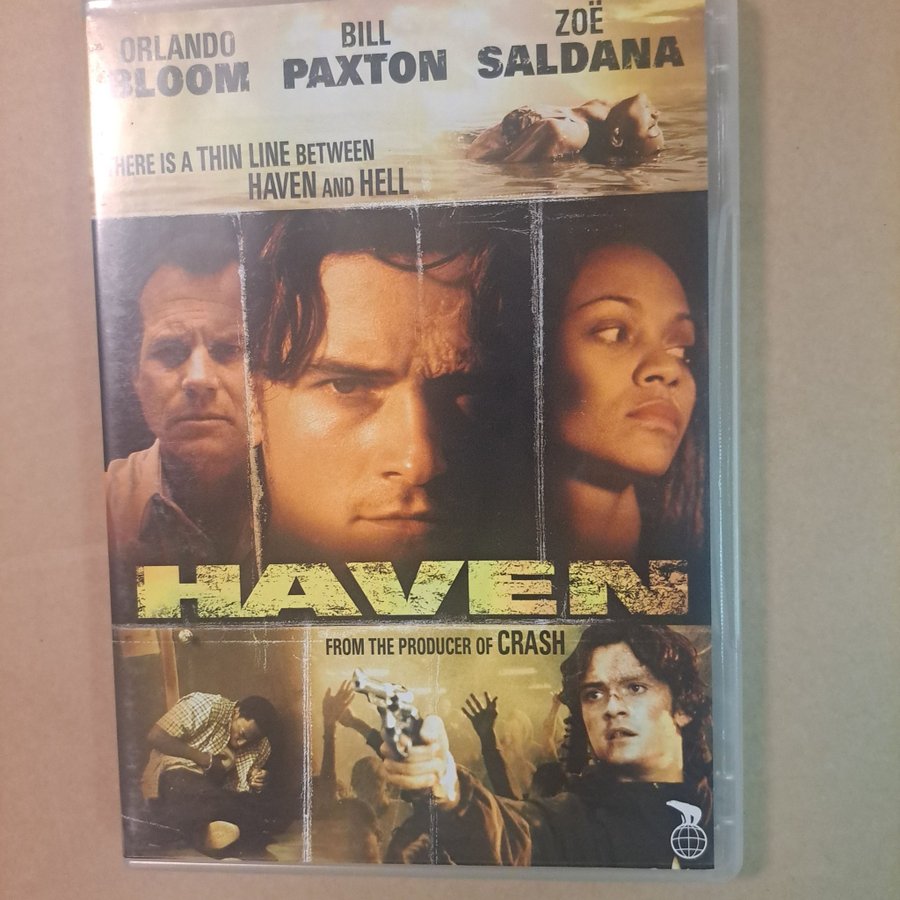 ORLANDO
BLOOM
BILL
PAXTON
ZOË
SALDANA
THERE IS A THIN LINE BETWEEN
HAVEN AND HELL
HAVEN
FROM THE PRODUCER OF CRASH